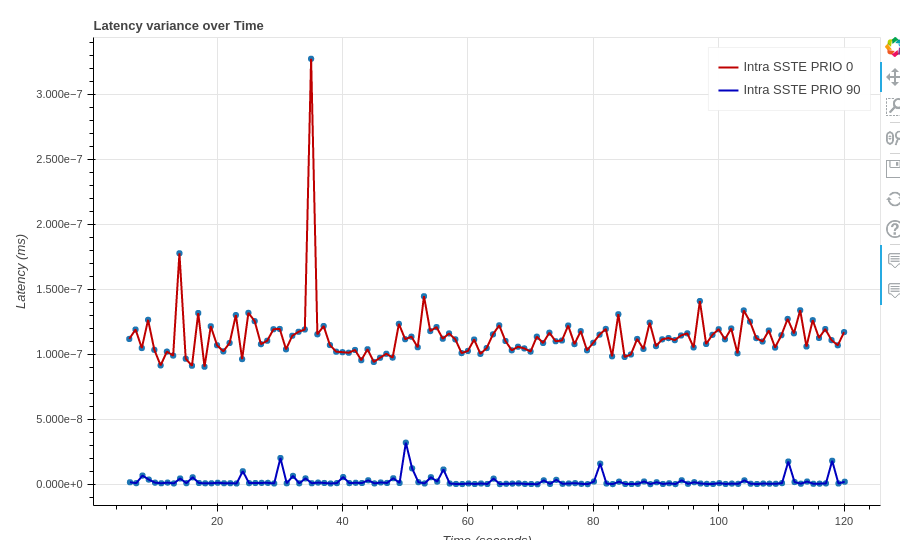 Latency variance over Time
Intra SSTE PRIO 0
Intra SSTE PRIO 90
3.000e−7
2.500e−7
2.000e−7
1.500e−7
1.000e−7
5.000e−8
0.000e+0
Latency (ms)
20 40 60 80 100 120
Time (seconds)